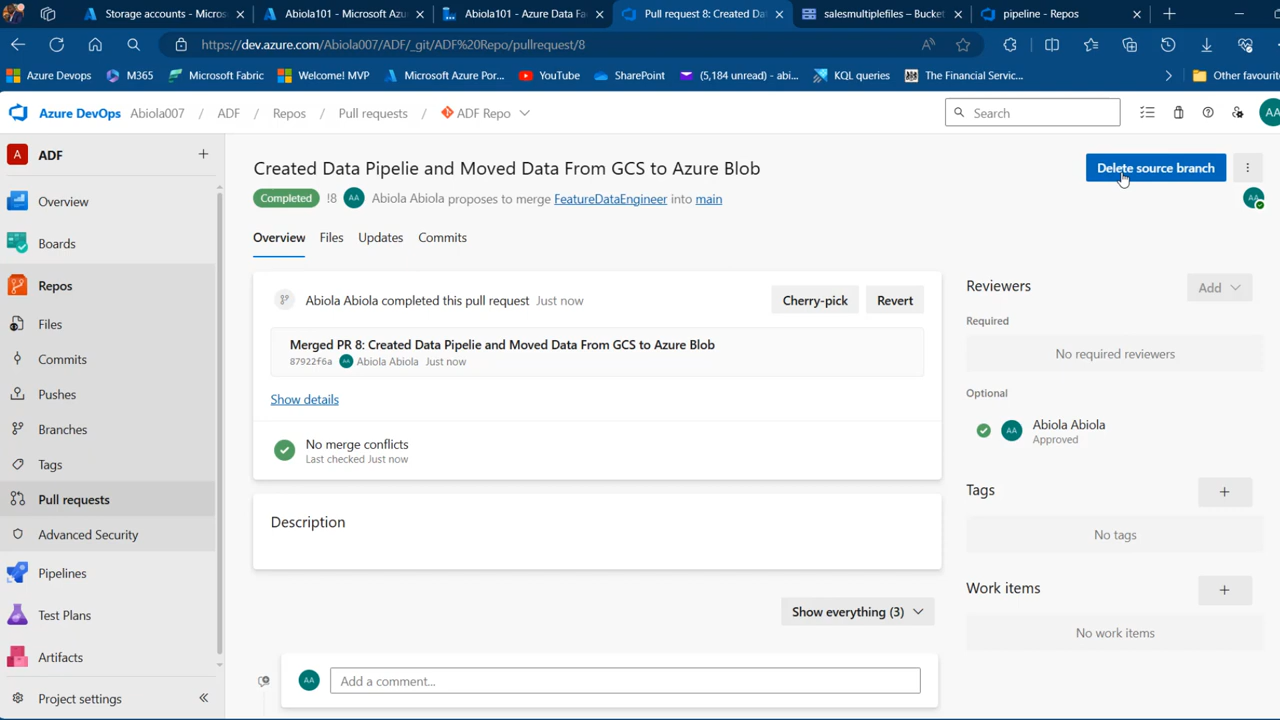 Storage accounts - Micros
Abiola101 - Microsoft Azu
Abiola101 - Azure Data Fa
Pull request 8: Created Da
salesmultiplefiles – Bucket
pipeline - Repos
https://dev.azure.com/Abiola007/ADF/_git/ADF%20Repo/pullrequest/8
Azure Devops
M365
Microsoft Fabric
Welcome! MVP
Microsoft Azure Por...
YouTube
SharePoint
(5,184 unread) - abi...
KQL queries
The Financial Servic...
Other favourit
Azure DevOps Abiola007 / ADF / Repos / Pull requests / ADF Repo
Search
AA
A ADF
Overview
Boards
Repos
Files
Commits
Pushes
Branches
Tags
Pull requests
Advanced Security
Pipelines
Test Plans
Artifacts
Project settings
Created Data Pipelie and Moved Data From GCS to Azure Blob
Delete source branch
Completed !8 AA Abiola Abiola proposes to merge FeatureDataEngineer into main
AA
Overview Files Updates Commits
Abiola Abiola completed this pull request Just now
Cherry-pick
Revert
Merged PR 8: Created Data Pipelie and Moved Data From GCS to Azure Blob
87922f6a AA Abiola Abiola Just now
Show details
No merge conflicts
Last checked Just now
Description
Show everything (3)
AA Add a comment...
Reviewers
Add
Required
No required reviewers
Optional
AA Abiola Abiola
Approved
Tags
No tags
Work items
No work items